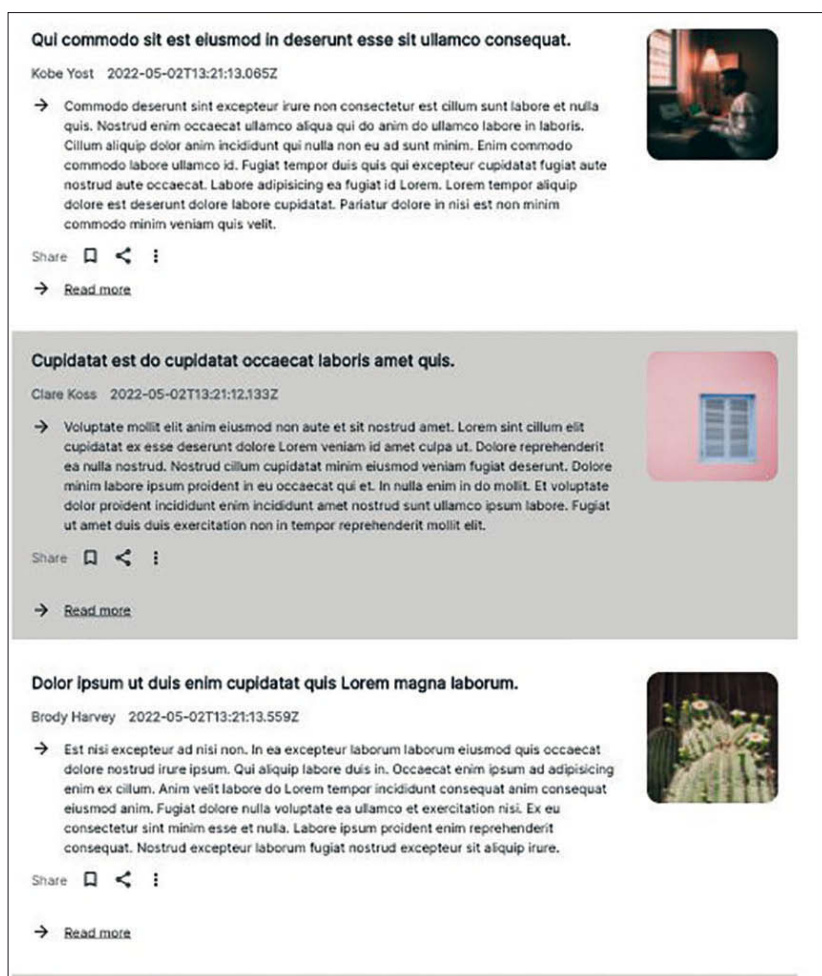 Qui commodo sit est eiusmod in deserunt esse sit ullamco consequat.
Kobe Yost 2022-05-02T13:21:13.065Z
→ Commodo deserunt sint excepteur irure non consectetur est cillum sunt labore et nulla
quis. Nostrud enim occaecat ullamco aliqua qui do anim do ullamco labore in laboris.
Cillum aliquip dolor anim incididunt qui nulla non eu ad sunt minim. Enim commodo
commodo labore ullamco id. Fugiat tempor duis quis qui excepteur cupidatat fugiat aute
nostrud aute occaecat. Labore adipisicing ea fugiat id Lorem. Lorem tempor aliquip
dolore est deserunt dolore labore cupidatat. Pariatur dolore in nisi est non minim
commodo minim veniam quis velit.
Share
→ Read more
Cupidatat est do cupidatat occaecat laboris amet quis.
Clare Koss 2022-05-02T13:21:12.133Z
→ Voluptate mollit elit anim eiusmod non aute et sit nostrud amet. Lorem sint cillum elit
cupidatat ex esse deserunt dolore Lorem veniam id amet culpa ut. Dolore reprehenderit
ea nulla nostrud. Nostrud cillum cupidatat minim eiusmod veniam fugiat deserunt. Dolore
minim labore ipsum proident in eu occaecat qui et. In nulla enim in do mollit. Et voluptate
dolor proident incididunt enim incididunt amet nostrud sunt ullamco ipsum labore. Fugiat
ut amet duis duis exercitation non in tempor reprehenderit mollit elit.
Share
→ Read more
Dolor ipsum ut duis enim cupidatat quis Lorem magna laborum.
Brody Harvey 2022-05-02T13:21:13.559Z
→ Est nisi excepteur ad nisi non. In ea excepteur laborum laborum eiusmod quis occaecat
dolore nostrud irure ipsum. Qui aliquip labore duis in. Occaecat enim ipsum ad adipisicing
enim ex cillum. Anim velit labore do Lorem tempor incididunt consequat anim consequat
eiusmod anim. Fugiat dolore nulla voluptate ea ullamco et exercitation nisi. Ex eu
consectetur sint minim esse et nulla. Labore ipsum proident enim reprehenderit
consequat. Nostrud excepteur laborum fugiat nostrud excepteur sit aliquip irure.
Share
→ Read more